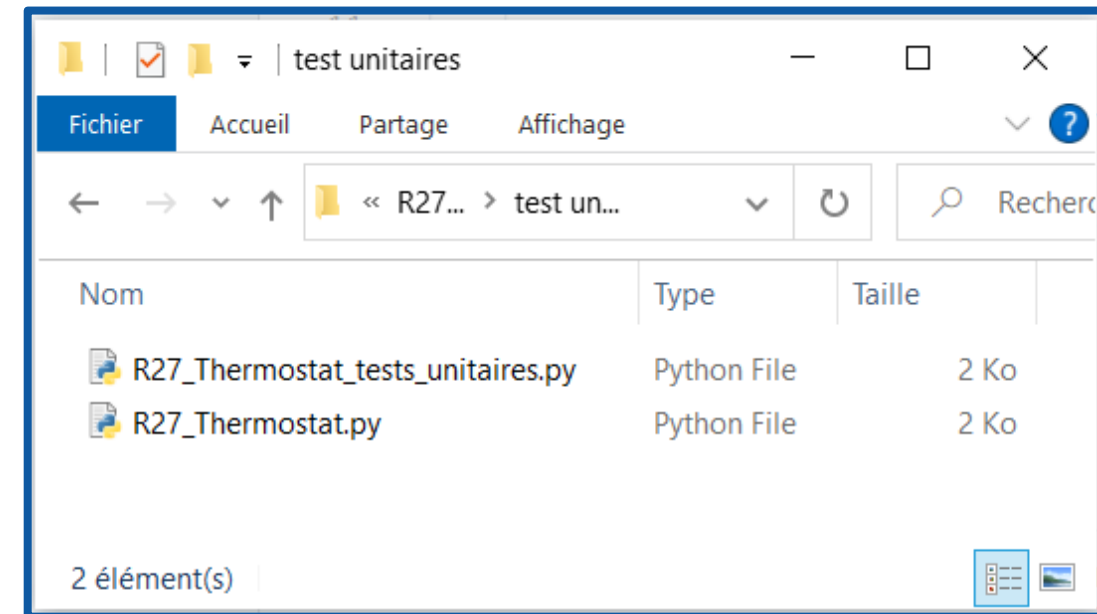 test unitaires
Fichier Accueil Partage Affichage ?
« R27... > test un... Recherc
Nom Type Taille
R27_Thermostat_tests_unitaires.py Python File 2 Ko
R27_Thermostat.py Python File 2 Ko
2 élément(s)